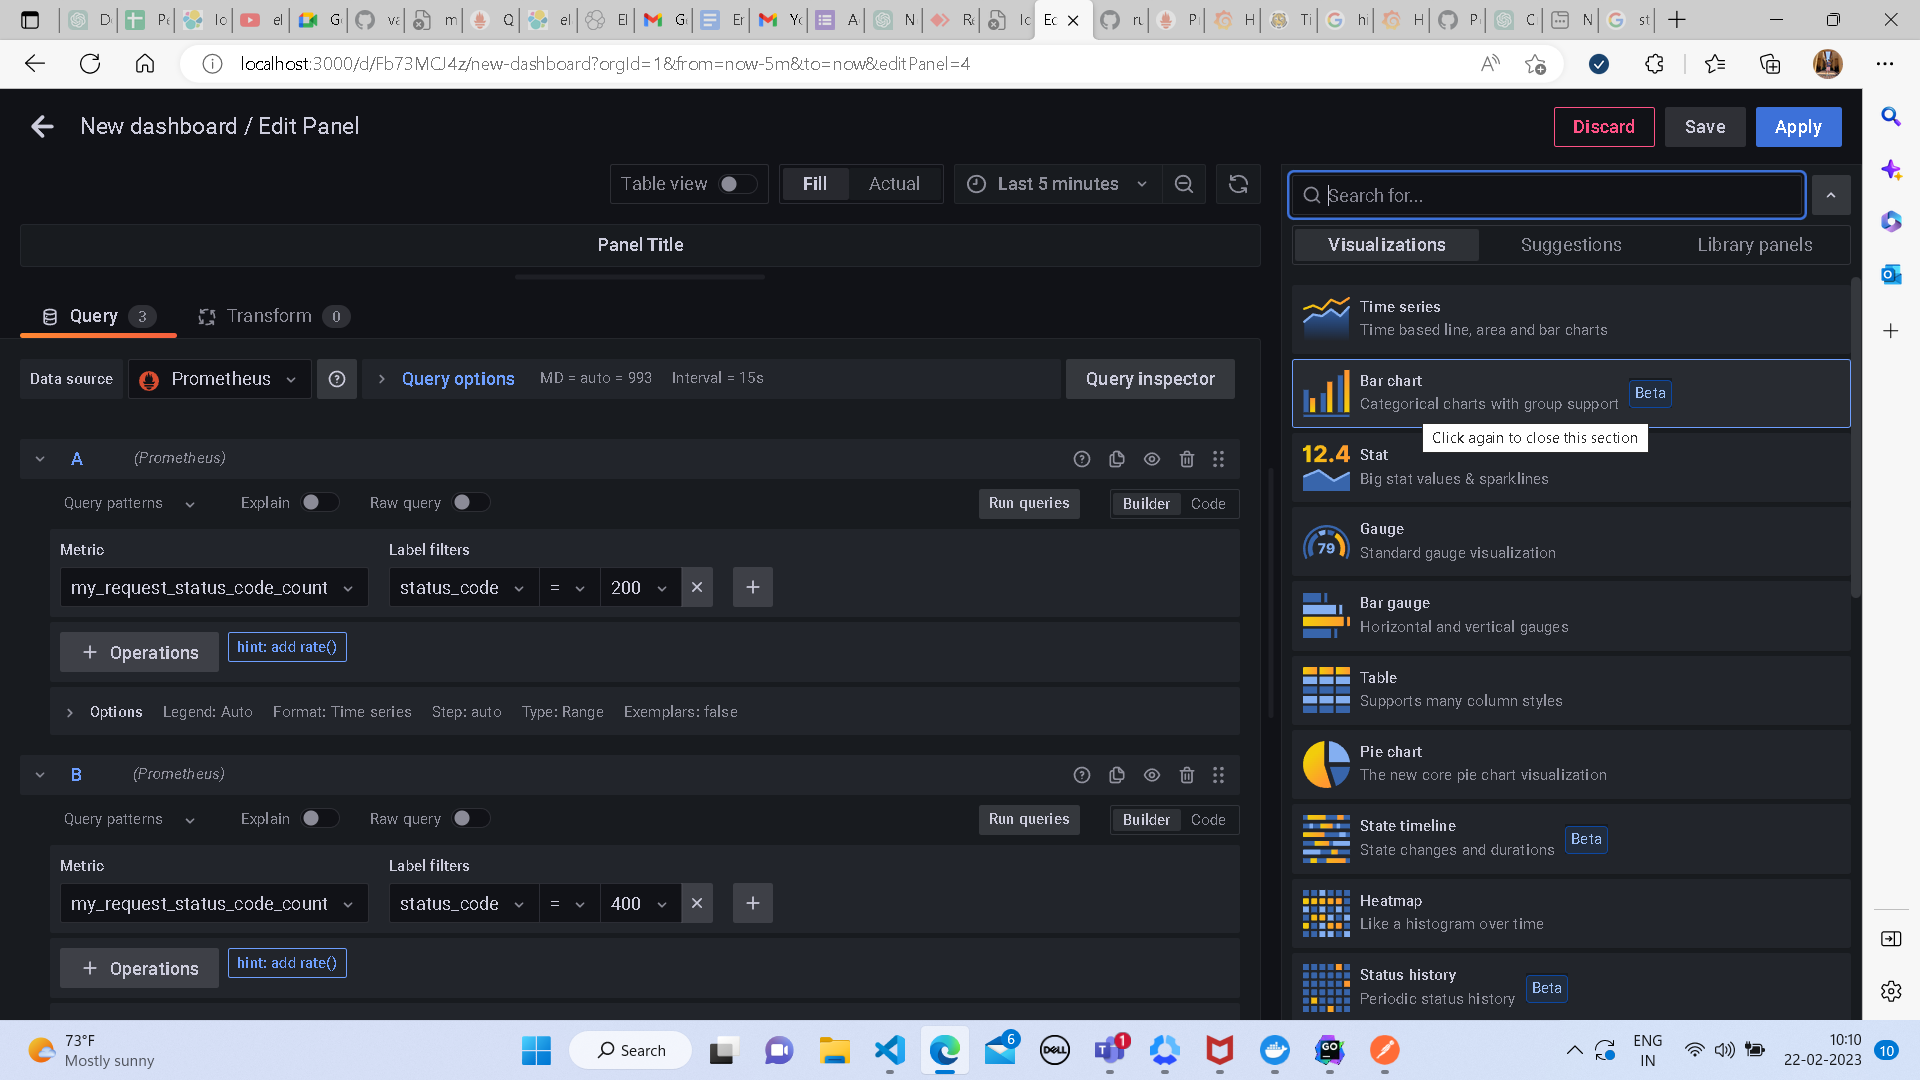 localhost:3000/d/Fb73MCJ4z/new-dashboard?orgId=1&from=now-5m&to=now&editPanel=4
New dashboard / Edit Panel
Discard
Save
Apply
Table view
Fill
Actual
Last 5 minutes
Search for...
Panel Title
Visualizations
Suggestions
Library panels
Query 3
Transform 0
Data source
Prometheus
Query options
MD = auto = 993
Interval = 15s
Query inspector
A
(Prometheus)
Query patterns
Explain
Raw query
Run queries
Builder
Code
Metric
Label filters
my_request_status_code_count
status_code
=
200
+ Operations
hint: add rate()
Options
Legend: Auto
Format: Time series
Step: auto
Type: Range
Exemplars: false
B
(Prometheus)
Query patterns
Explain
Raw query
Run queries
Builder
Code
Metric
Label filters
my_request_status_code_count
status_code
=
400
+ Operations
hint: add rate()
Time series
Time based line, area and bar charts
Bar chart
Categorical charts with group support
Beta
Click again to close this section
12.4
Stat
Big stat values & sparklines
79
Gauge
Standard gauge visualization
Bar gauge
Horizontal and vertical gauges
Table
Supports many column styles
Pie chart
The new core pie chart visualization
State timeline
State changes and durations
Beta
Heatmap
Like a histogram over time
Status history
Periodic status history
Beta
73°F
Mostly sunny
Search
6
DELL
1
GO
ENG
IN
10:10
22-02-2023
10